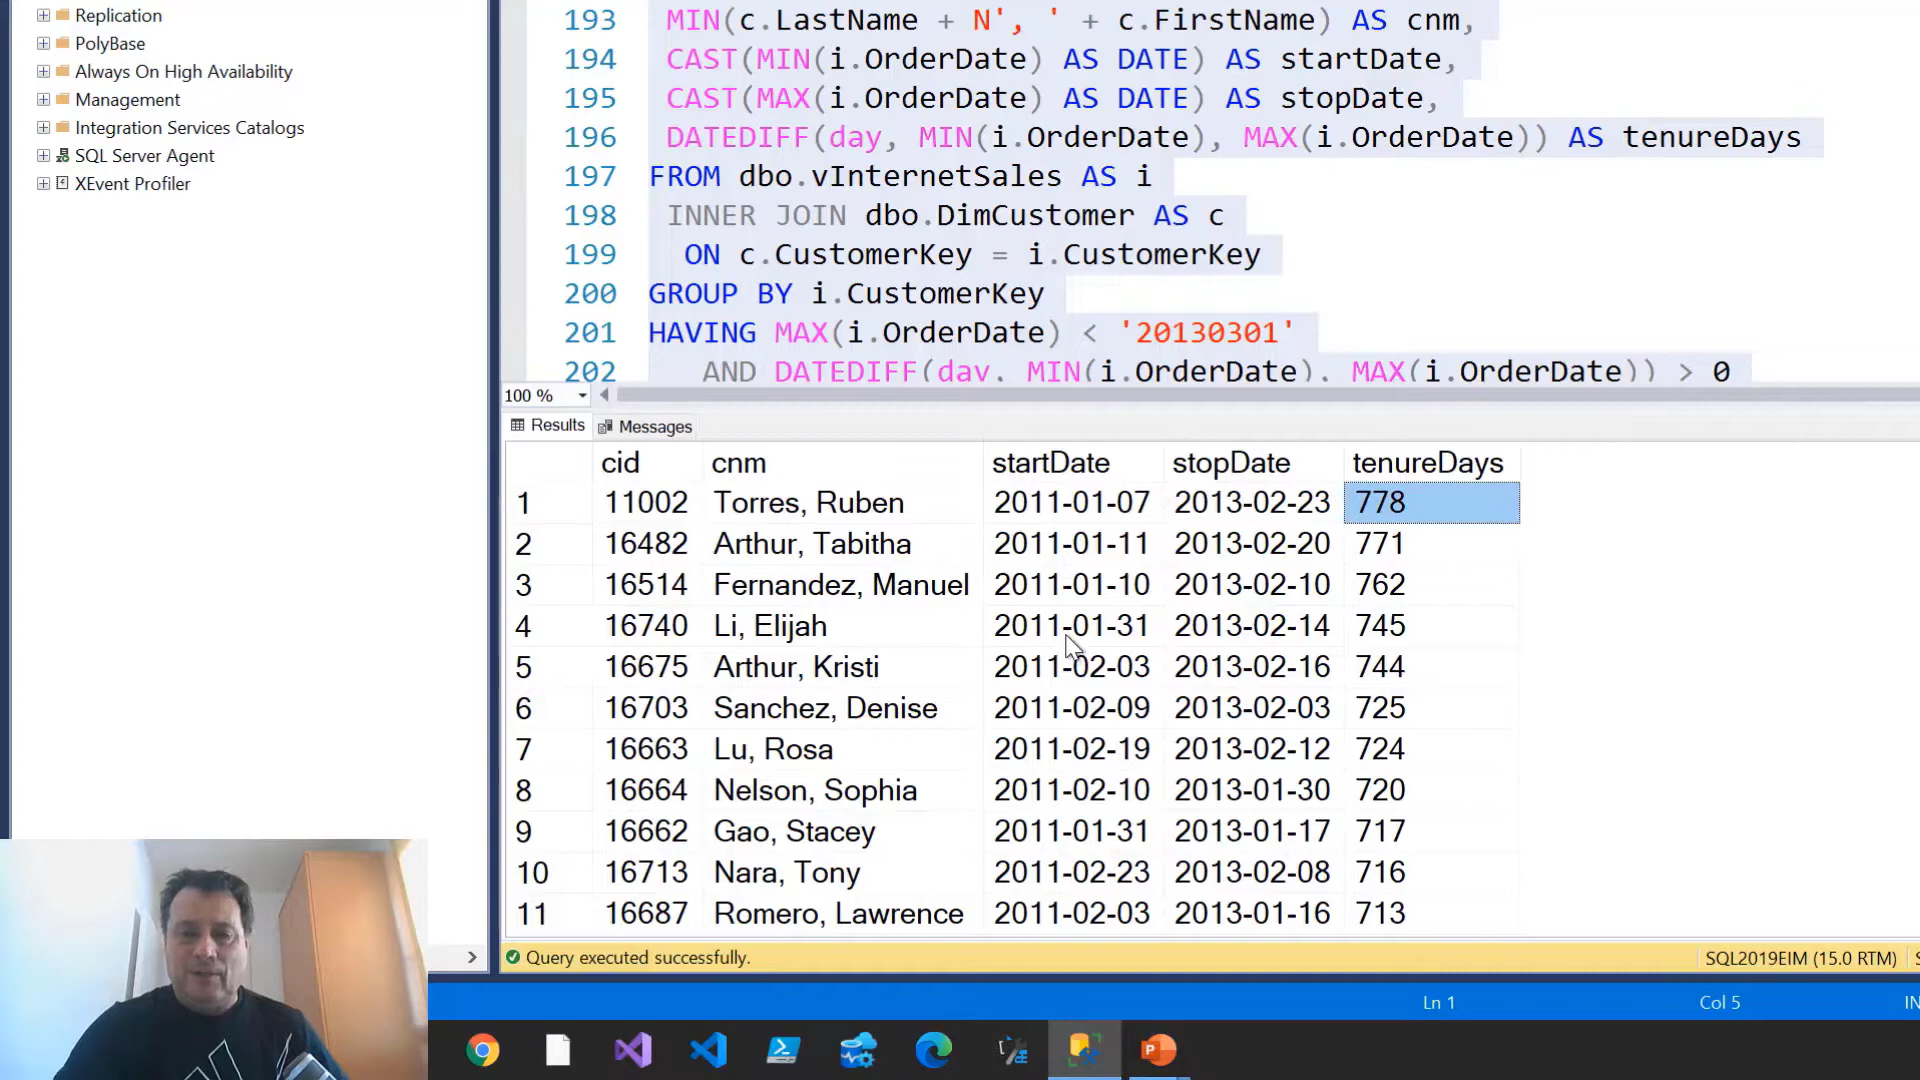 Replication
PolyBase
Always On High Availability
Management
Integration Services Catalogs
SQL Server Agent
XEvent Profiler
193 MIN(c.LastName + N', ' + c.FirstName) AS cnm,
194 CAST(MIN(i.OrderDate) AS DATE) AS startDate,
195 CAST(MAX(i.OrderDate) AS DATE) AS stopDate,
196 DATEDIFF(day, MIN(i.OrderDate), MAX(i.OrderDate)) AS tenureDays
197 FROM dbo.vInternetSales AS i
198 INNER JOIN dbo.DimCustomer AS c
199 ON c.CustomerKey = i.CustomerKey
200 GROUP BY i.CustomerKey
201 HAVING MAX(i.OrderDate) < '20130301'
202 AND DATEDIFF(day, MIN(i.OrderDate), MAX(i.OrderDate)) > 0
100 %
Results Messages
cid cnm startDate stopDate tenureDays
1 11002 Torres, Ruben 2011-01-07 2013-02-23 778
2 16482 Arthur, Tabitha 2011-01-11 2013-02-20 771
3 16514 Fernandez, Manuel 2011-01-10 2013-02-10 762
4 16740 Li, Elijah 2011-01-31 2013-02-14 745
5 16675 Arthur, Kristi 2011-02-03 2013-02-16 744
6 16703 Sanchez, Denise 2011-02-09 2013-02-03 725
7 16663 Lu, Rosa 2011-02-19 2013-02-12 724
8 16664 Nelson, Sophia 2011-02-10 2013-01-30 720
9 16662 Gao, Stacey 2011-01-31 2013-01-17 717
10 16713 Nara, Tony 2011-02-23 2013-02-08 716
11 16687 Romero, Lawrence 2011-02-03 2013-01-16 713
Query executed successfully. SQL2019EIM (15.0 RTM)
Ln 1 Col 5 IN